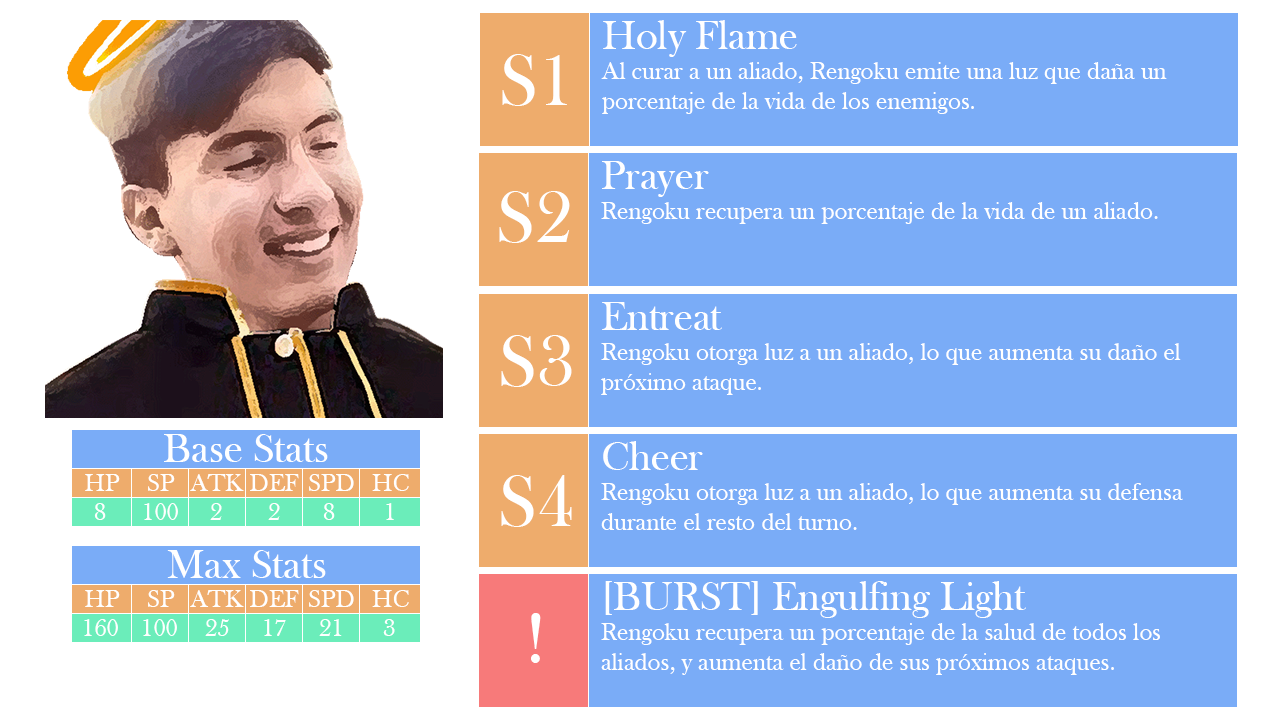 S1
Holy Flame
Al curar a un aliado, Rengoku emite una luz que daña un
porcentaje de la vida de los enemigos.
S2
Prayer
Rengoku recupera un porcentaje de la vida de un aliado.
S3
Entreat
Rengoku otorga luz a un aliado, lo que aumenta su daño el
próximo ataque.
S4
Cheer
Rengoku otorga luz a un aliado, lo que aumenta su defensa
durante el resto del turno.
!
[BURST] Engulfing Light
Rengoku recupera un porcentaje de la salud de todos los
aliados, y aumenta el daño de sus próximos ataques.
Base Stats
HP SP ATK DEF SPD HC
8 100 2 2 8 1
Max Stats
HP SP ATK DEF SPD HC
160 100 25 17 21 3